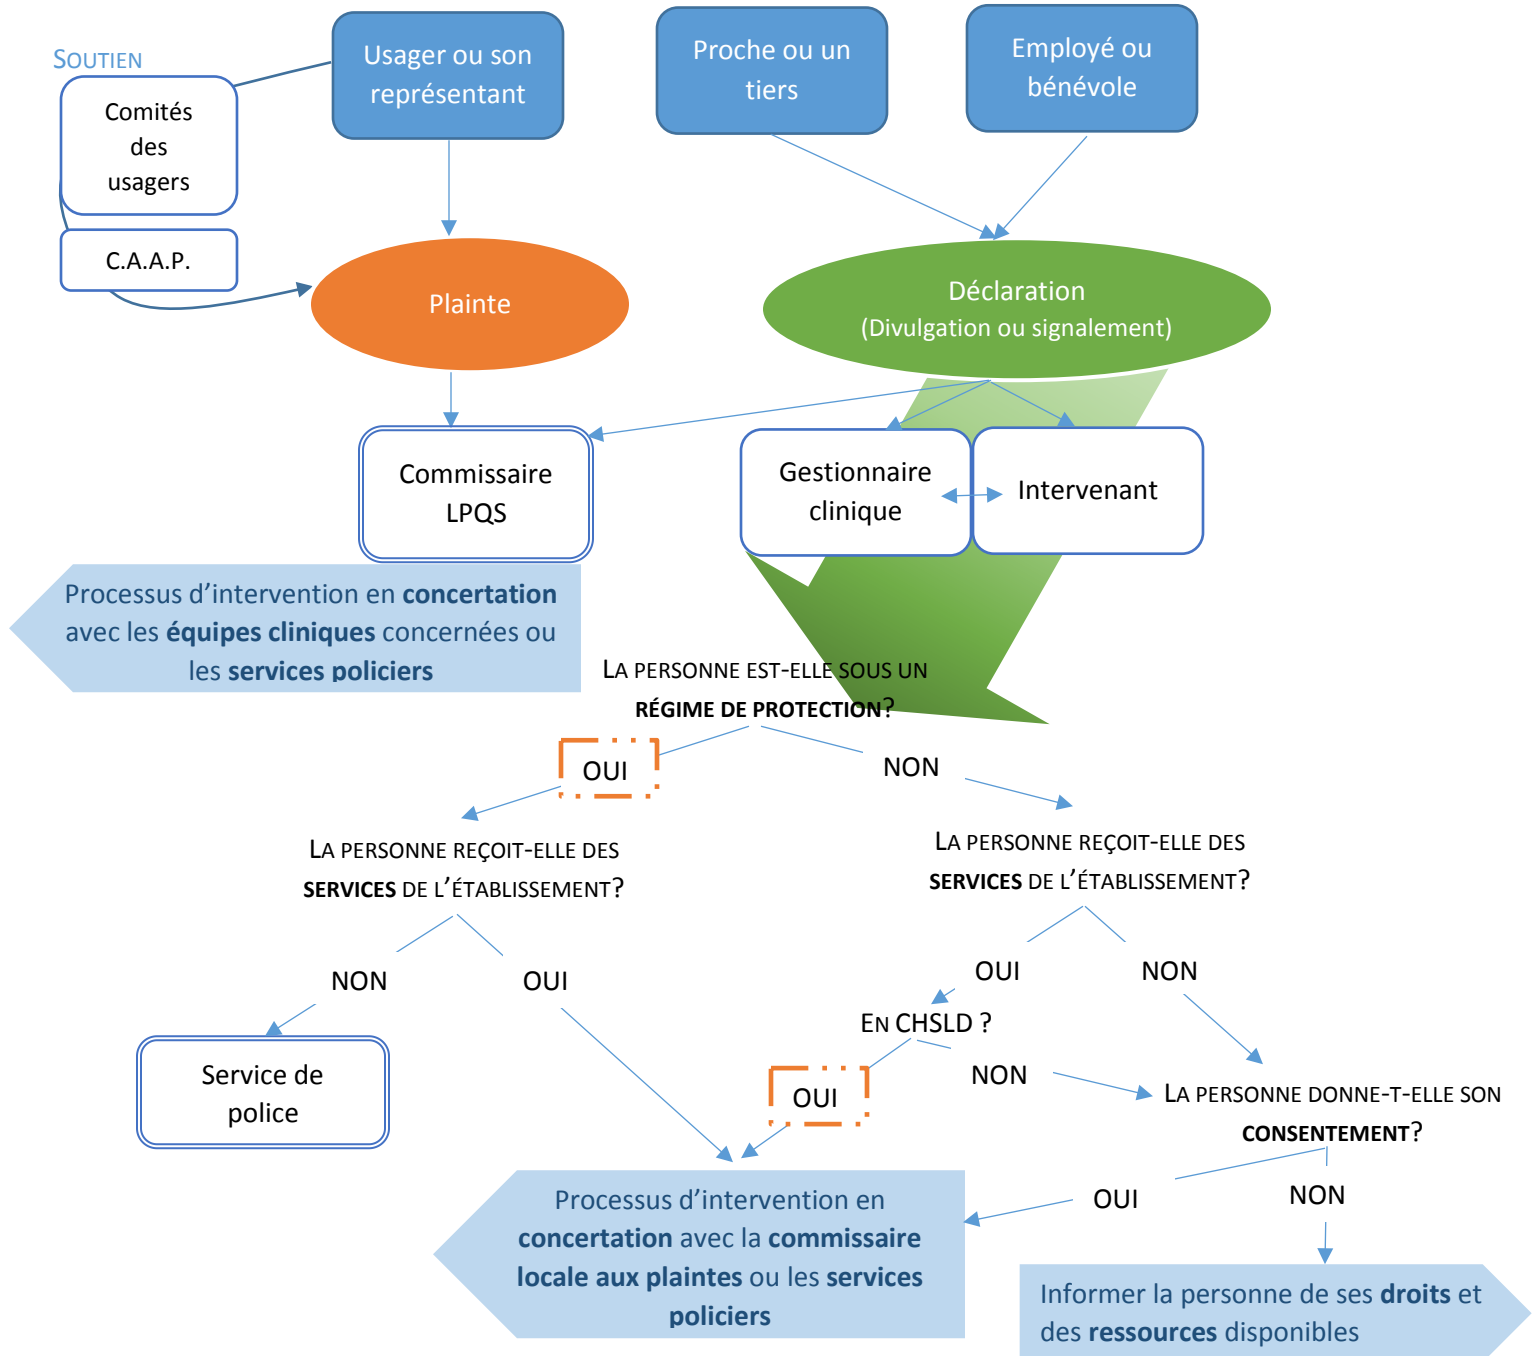 SOUTIEN
Usager ou son
représentant
Proche ou un
tiers
Employé ou
bénévole
Comités
des
usagers
C.A.A.P.
Plainte
Déclaration
(Divulgation ou signalement)
Commissaire
LPQS
Gestionnaire
clinique
Intervenant
Processus d’intervention en concertation
avec les équipes cliniques concernées ou
les services policiers
LA PERSONNE EST-ELLE SOUS UN
RÉGIME DE PROTECTION?
OUI
NON
LA PERSONNE REÇOIT-ELLE DES
SERVICES DE L’ÉTABLISSEMENT?
LA PERSONNE REÇOIT-ELLE DES
SERVICES DE L’ÉTABLISSEMENT?
NON
OUI
OUI
NON
EN CHSLD ?
Service de
police
OUI
NON
LA PERSONNE DONNE-T-ELLE SON
CONSENTEMENT?
OUI
NON
Processus d’intervention en
concertation avec la commissaire
locale aux plaintes ou les services
policiers
Informer la personne de ses droits et
des ressources disponibles